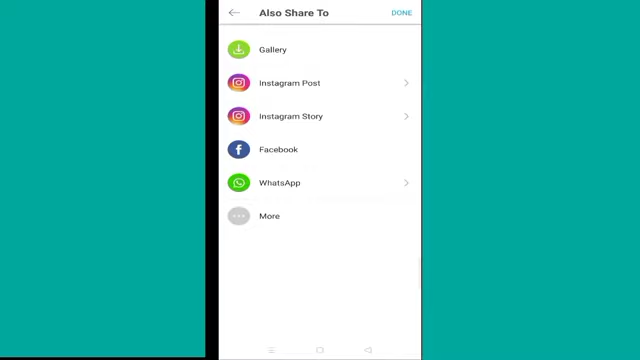 Also Share To DONE
Gallery
Instagram Post
Instagram Story
Facebook
WhatsApp
More